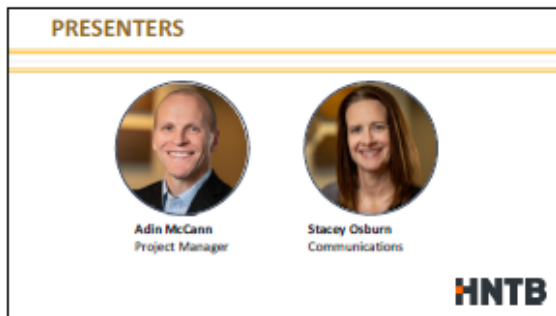 PRESENTERS
Adin McCann
Project Manager
Stacey Osburn
Communications
HNTB